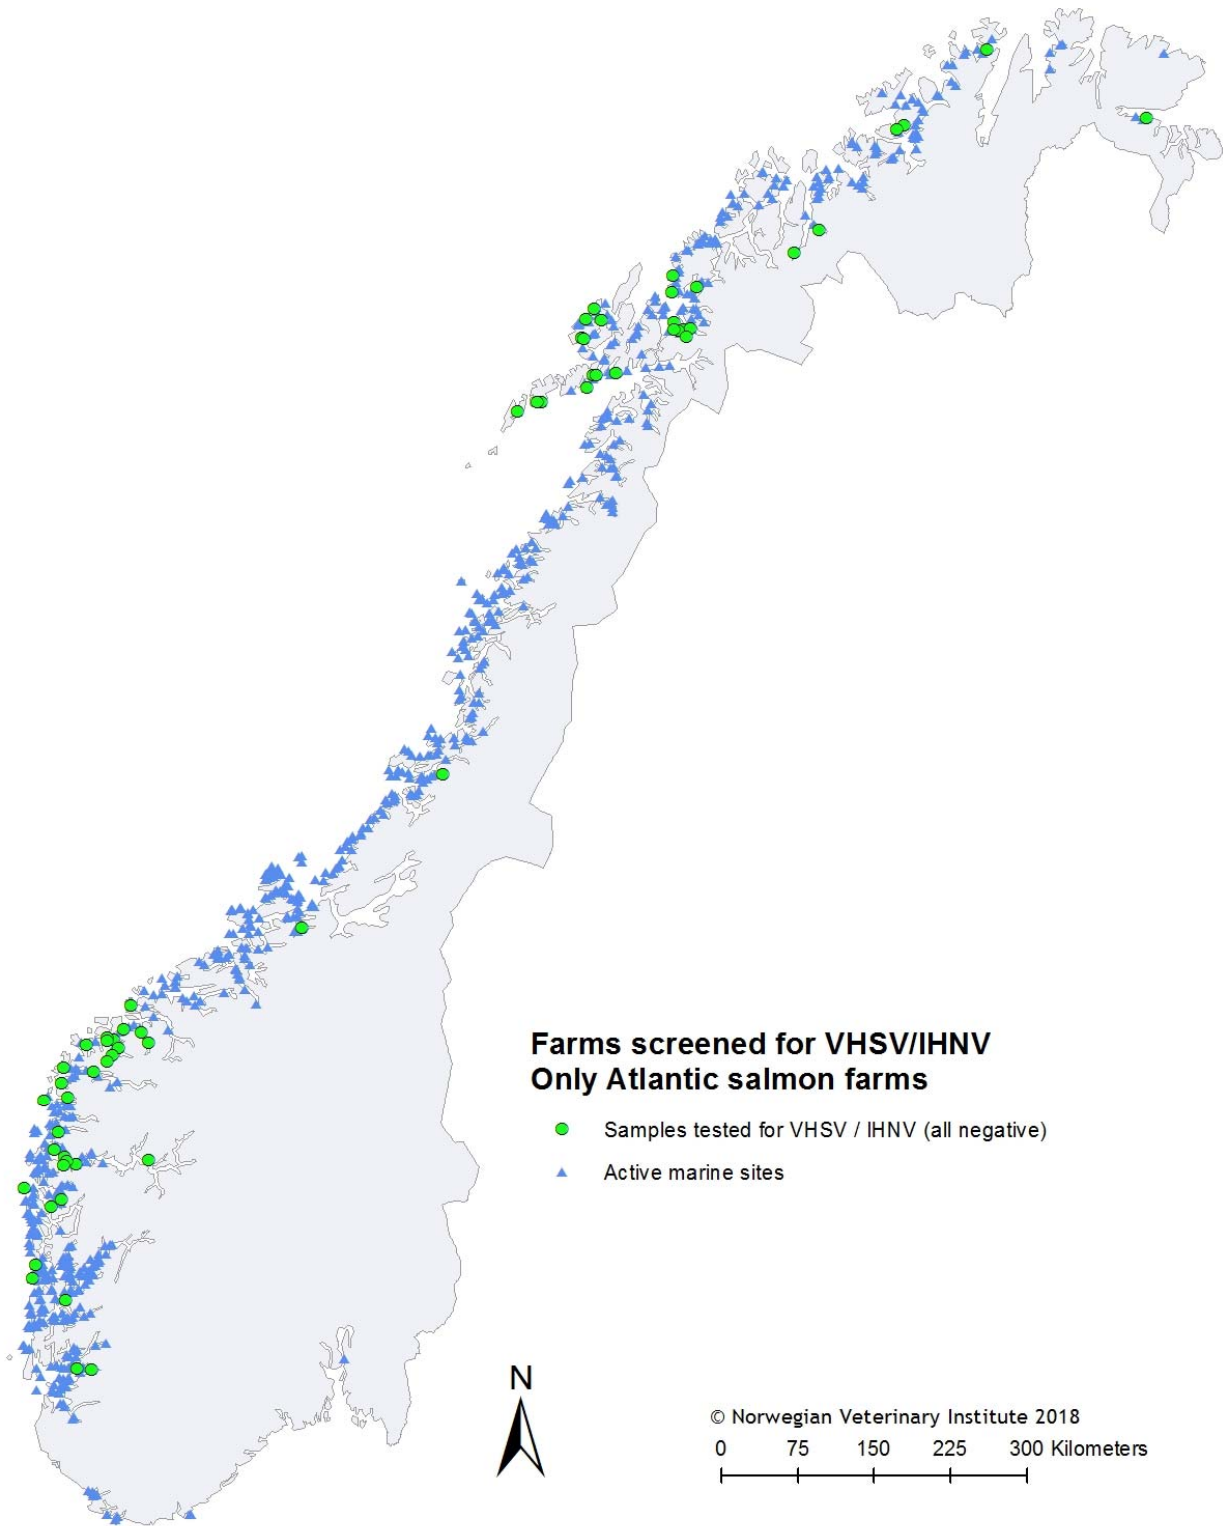 Farms screened for VHSV/IHNV
Only Atlantic salmon farms
Samples tested for VHSV / IHNV (all negative)
Active marine sites
N
© Norwegian Veterinary Institute 2018
0 75 150 225 300 Kilometers